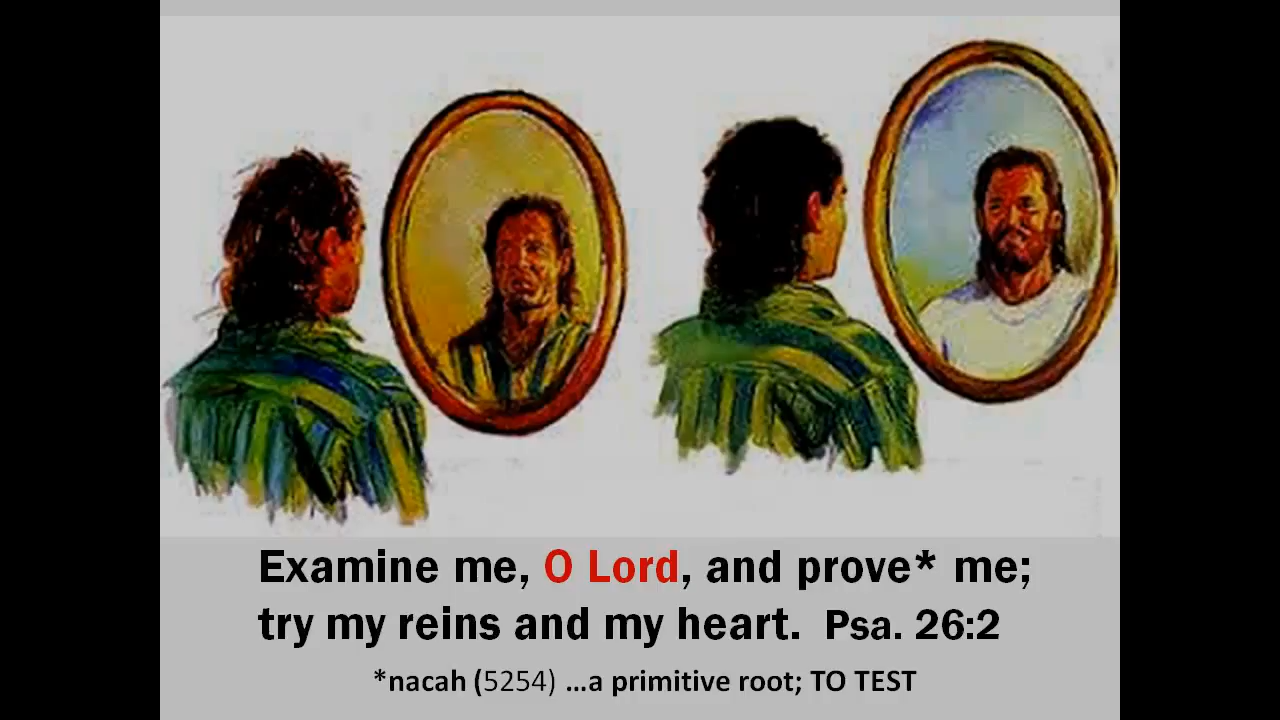 Examine me, O Lord, and prove* me;
try my reins and my heart. Psa. 26:2
*nacah (5254) …a primitive root; TO TEST